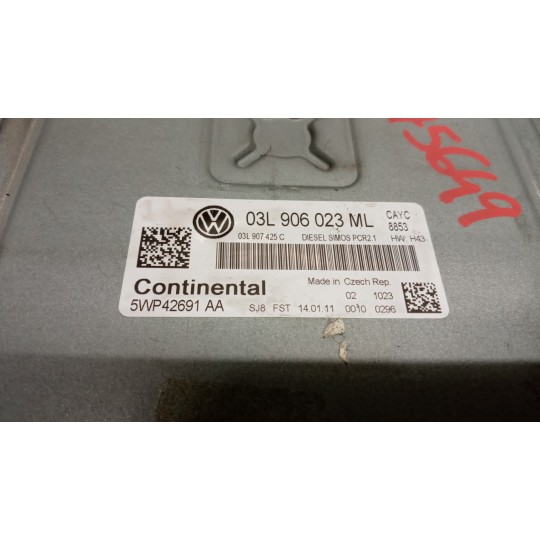 45649
03L 906 023 ML CAYC
8853
03L 907 425 C DIESEL SIMOS PCR2.1 HW: H43
Continental Made in Czech Rep.
02 1023
5WP42691 AA SJ8 FST 14.01.11 0010 0296